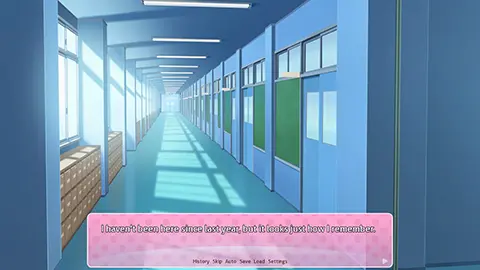 I haven't been here since last year, but it looks just how I remember.
History Skip Auto Save Load Settings